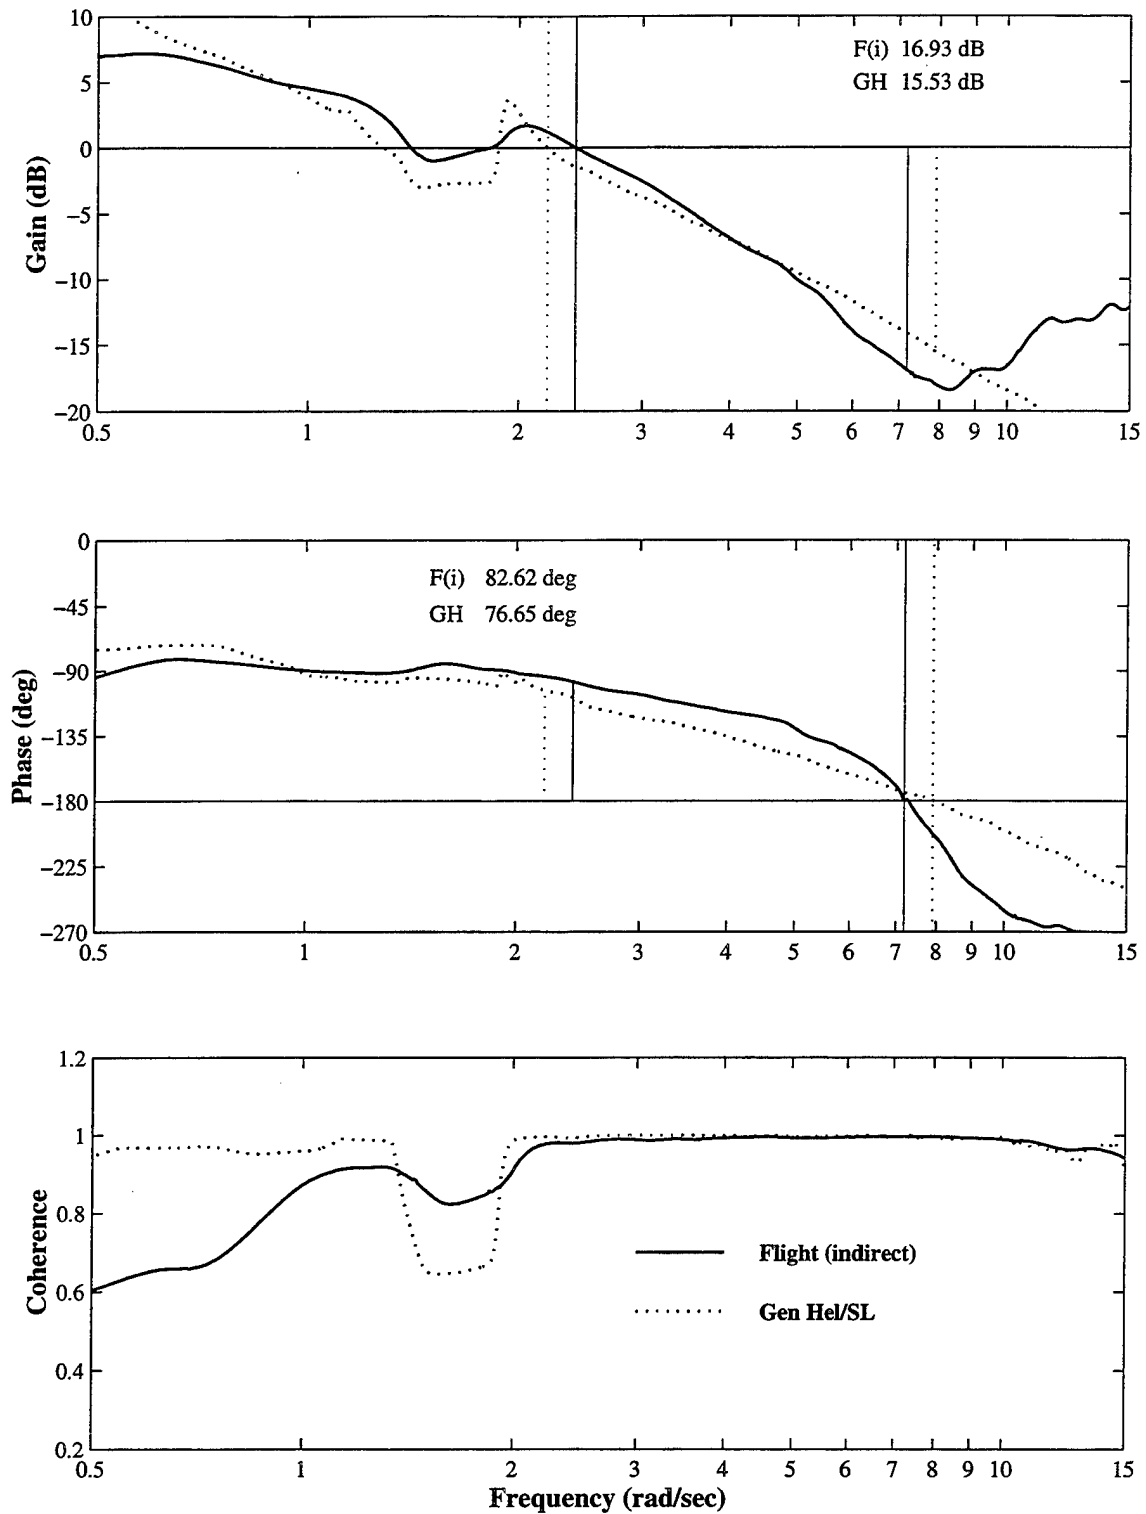 10
5
0
−5
−10
−15
−20
Gain (dB)
F(i) 16.93 dB
GH 15.53 dB
0.5 1 2 3 4 5 6 7 8 9 10 15
0
−45
−90
−135
−180
−225
−270
Phase (deg)
F(i) 82.62 deg
GH 76.65 deg
0.5 1 2 3 4 5 6 7 8 9 10 15
1.2
1
0.8
0.6
0.4
0.2
Coherence
Flight (indirect)
Gen Hel/SL
0.5 1 2 3 4 5 6 7 8 9 10 15
Frequency (rad/sec)